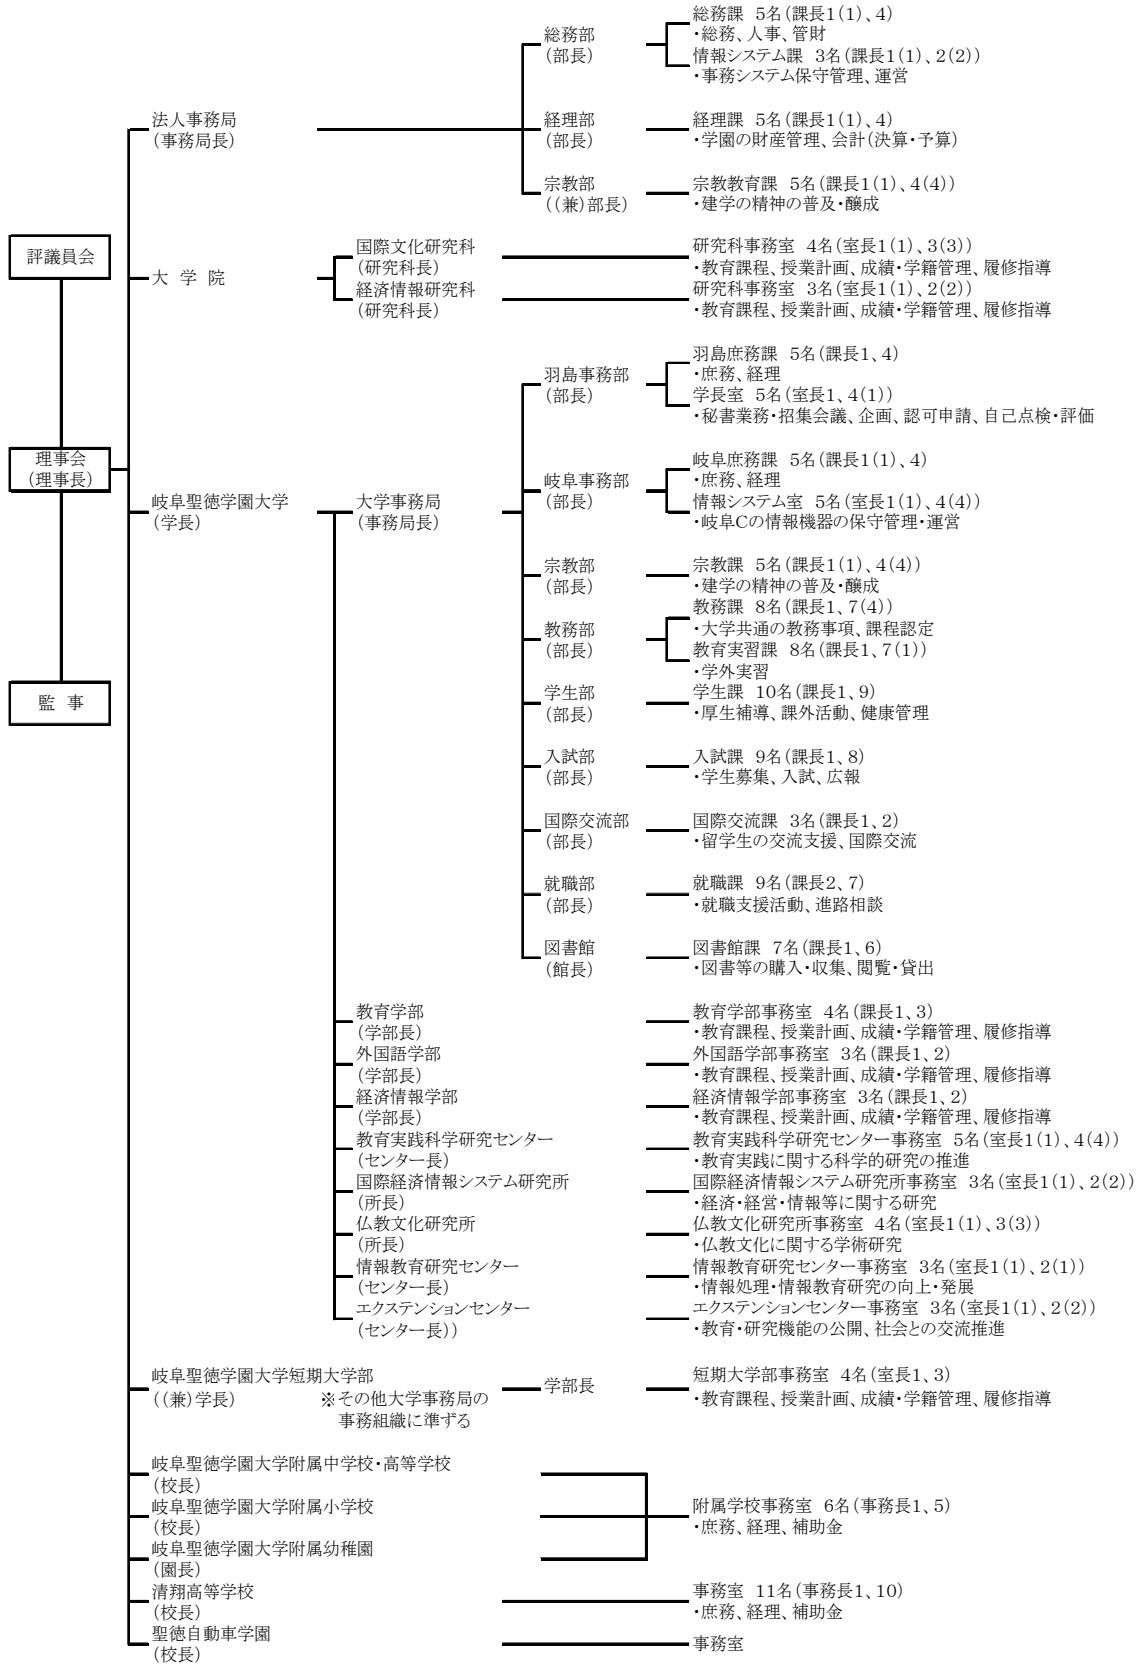 総務部
(部長)
総務課 5名(課長1(1)、4)
・総務、人事、管財
情報システム課 3名(課長1(1)、2(2))
・事務システム保守管理、運営
法人事務局
(事務局長)
経理部
(部長)
経理課 5名(課長1(1)、4)
・学園の財産管理、会計(決算・予算)
宗教部
((兼)部長)
宗教教育課 5名(課長1(1)、4(4))
・建学の精神の普及・醸成
評議員会
大 学 院
国際文化研究科
(研究科長)
研究科事務室 4名(室長1(1)、3(3))
・教育課程、授業計画、成績・学籍管理、履修指導
経済情報研究科
(研究科長)
研究科事務室 3名(室長1(1)、2(2))
・教育課程、授業計画、成績・学籍管理、履修指導
羽島事務部
(部長)
羽島庶務課 5名(課長1、4)
・庶務、経理
学長室 5名(室長1、4(1))
・秘書業務・招集会議、企画、認可申請、自己点検・評価
理事会
(理事長)
岐阜聖徳学園大学
(学長)
大学事務局
(事務局長)
岐阜事務部
(部長)
岐阜庶務課 5名(課長1(1)、4)
・庶務、経理
情報システム室 5名(室長1(1)、4(4))
・岐阜Cの情報機器の保守管理・運営
宗教部
(部長)
宗教課 5名(課長1(1)、4(4))
・建学の精神の普及・醸成
教務部
(部長)
教務課 8名(課長1、7(4))
・大学共通の教務事項、課程認定
教育実習課 8名(課長1、7(1))
・学外実習
監 事
学生部
(部長)
学生課 10名(課長1、9)
・厚生補導、課外活動、健康管理
入試部
(部長)
入試課 9名(課長1、8)
・学生募集、入試、広報
国際交流部
(部長)
国際交流課 3名(課長1、2)
・留学生の交流支援、国際交流
就職部
(部長)
就職課 9名(課長2、7)
・就職支援活動、進路相談
図書館
(館長)
図書館課 7名(課長1、6)
・図書等の購入・収集、閲覧・貸出
教育学部
(学部長)
教育学部事務室 4名(課長1、3)
・教育課程、授業計画、成績・学籍管理、履修指導
外国語学部
(学部長)
外国語学部事務室 3名(課長1、2)
・教育課程、授業計画、成績・学籍管理、履修指導
経済情報学部
(学部長)
経済情報学部事務室 3名(課長1、2)
・教育課程、授業計画、成績・学籍管理、履修指導
教育実践科学研究センター
(センター長)
教育実践科学研究センター事務室 5名(室長1(1)、4(4))
・教育実践に関する科学的研究の推進
国際経済情報システム研究所
(所長)
国際経済情報システム研究所事務室 3名(室長1(1)、2(2))
・経済・経営・情報等に関する研究
仏教文化研究所
(所長)
仏教文化研究所事務室 4名(室長1(1)、3(3))
・仏教文化に関する学術研究
情報教育研究センター
(センター長)
情報教育研究センター事務室 3名(室長1(1)、2(1))
・情報処理・情報教育研究の向上・発展
エクステンションセンター
(センター長))
エクステンションセンター事務室 3名(室長1(1)、2(2))
・教育・研究機能の公開、社会との交流推進
岐阜聖徳学園大学短期大学部
((兼)学長)
※その他大学事務局の
事務組織に準ずる
学部長
短期大学部事務室 4名(室長1、3)
・教育課程、授業計画、成績・学籍管理、履修指導
岐阜聖徳学園大学附属中学校・高等学校
(校長)
岐阜聖徳学園大学附属小学校
(校長)
岐阜聖徳学園大学附属幼稚園
(園長)
附属学校事務室 6名(事務長1、5)
・庶務、経理、補助金
清翔高等学校
(校長)
事務室 11名(事務長1、10)
・庶務、経理、補助金
聖徳自動車学園
(校長)
事務室